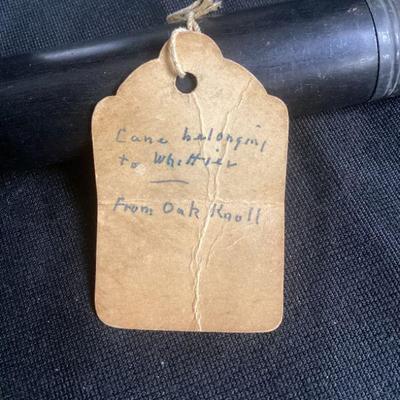 Cane belonging
to Whittier
From Oak Knoll